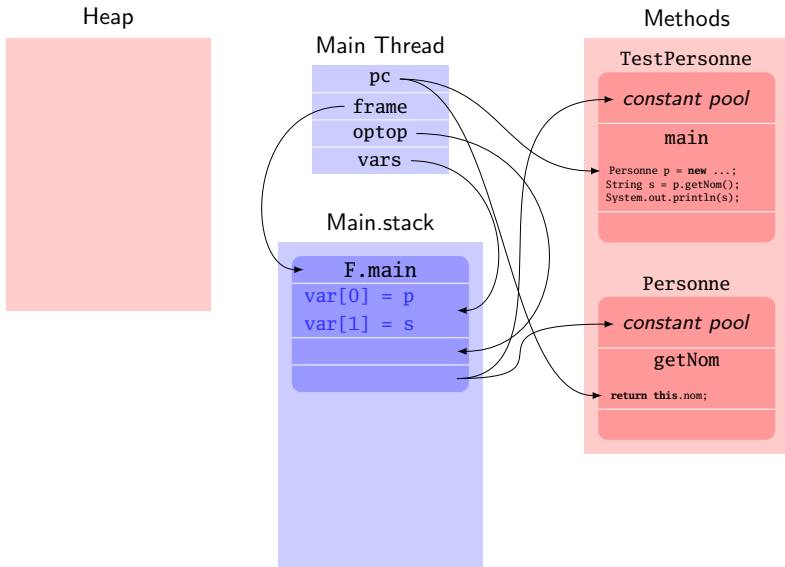 Heap
Main Thread
pc
frame
optop
vars
Main.stack
F.main
var[0] = p
var[1] = s
Methods
TestPersonne
constant pool
main
Personne p = new ...;
String s = p.getNom();
System.out.println(s);
Personne
constant pool
getNom
return this.nom;